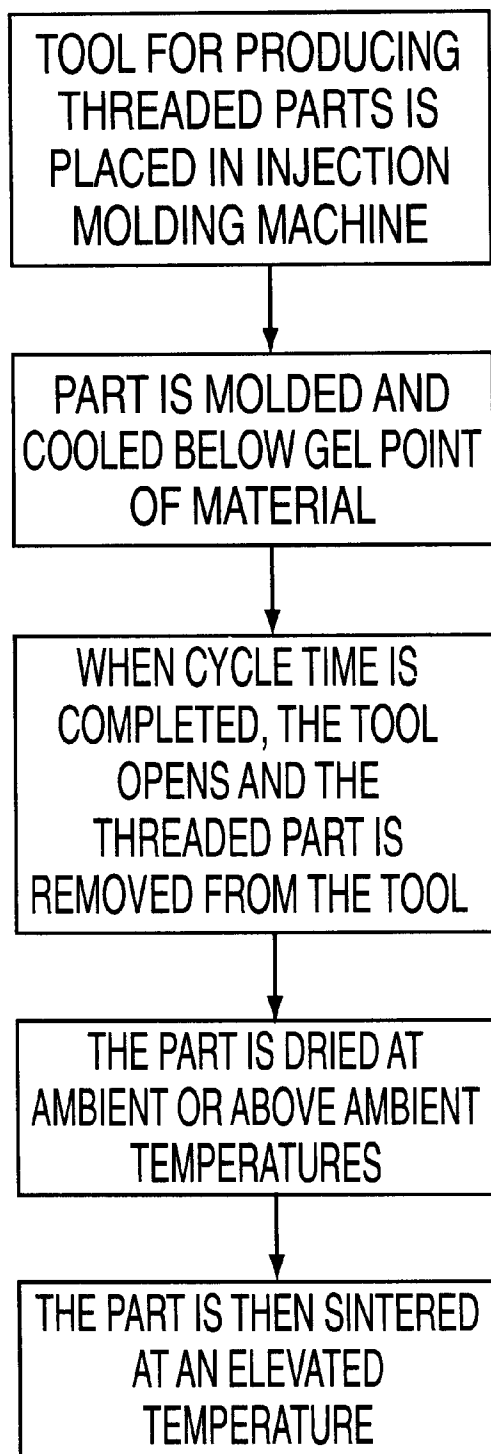 TOOL FOR PRODUCING
THREADED PARTS IS
PLACED IN INJECTION
MOLDING MACHINE
PART IS MOLDED AND
COOLED BELOW GEL POINT
OF MATERIAL
WHEN CYCLE TIME IS
COMPLETED, THE TOOL
OPENS AND THE
THREADED PART IS
REMOVED FROM THE TOOL
THE PART IS DRIED AT
AMBIENT OR ABOVE AMBIENT
TEMPERATURES
THE PART IS THEN SINTERED
AT AN ELEVATED
TEMPERATURE